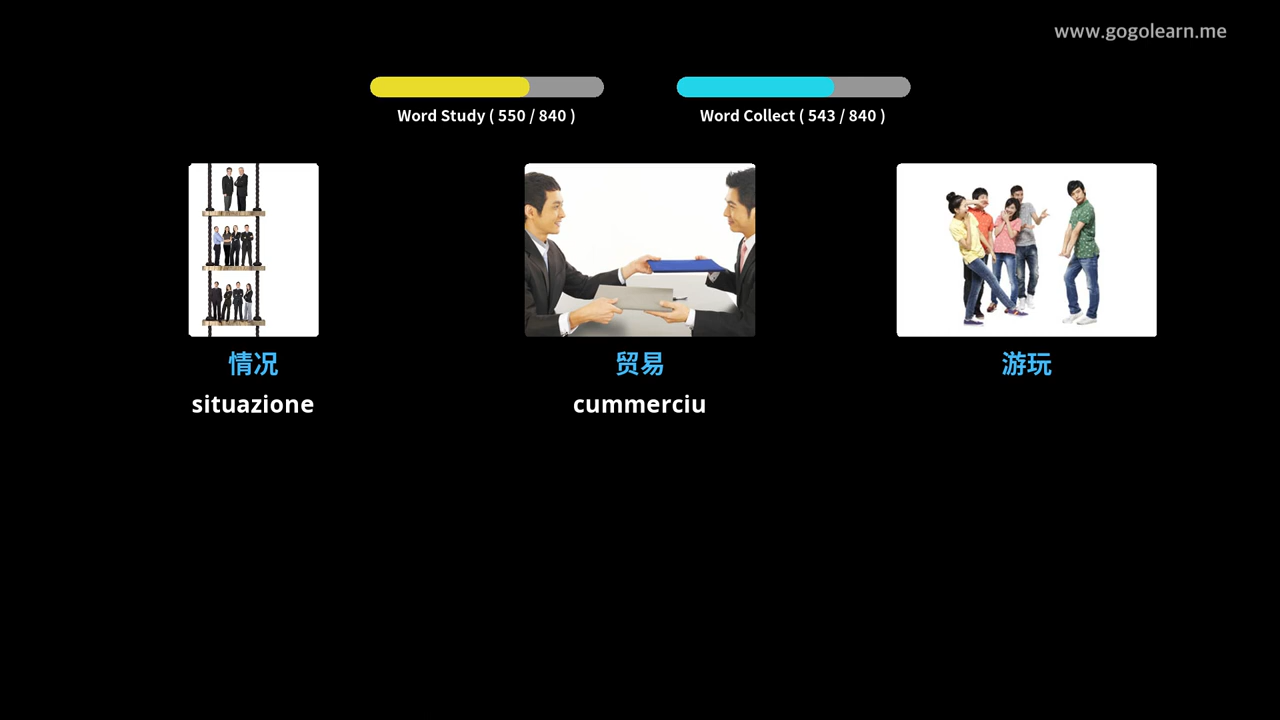 www.gogolearn.me
Word Study ( 550 / 840 )
Word Collect ( 543 / 840 )
情况
贸易
游玩
situazione
cummerciu